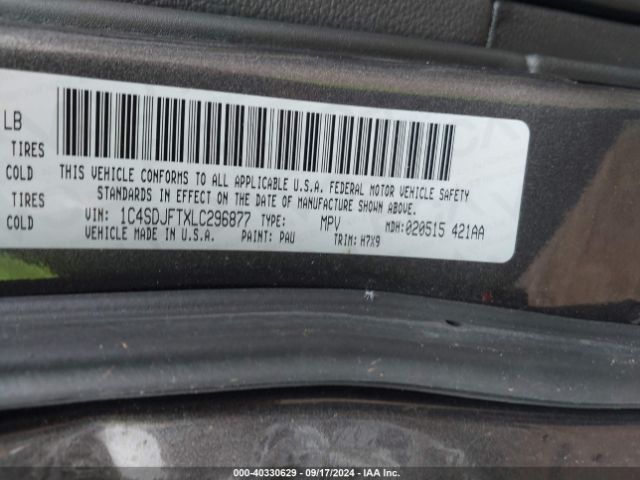 LB
TIRES
COLD
TIRES
COLD
THIS VEHICLE CONFORMS TO ALL APPLICABLE U.S.A. FEDERAL MOTOR VEHICLE SAFETY
STANDARDS IN EFFECT ON THE DATE OF MANUFACTURE SHOWN ABOVE.
VIN: 1C4SDJFTXLC296877 TYPE: MPV MDH:020515 421AA
VEHICLE MADE IN U.S.A. PAINT: PAU TRIM: H7X9
000-40330629 - 09/17/2024 - IAA Inc.